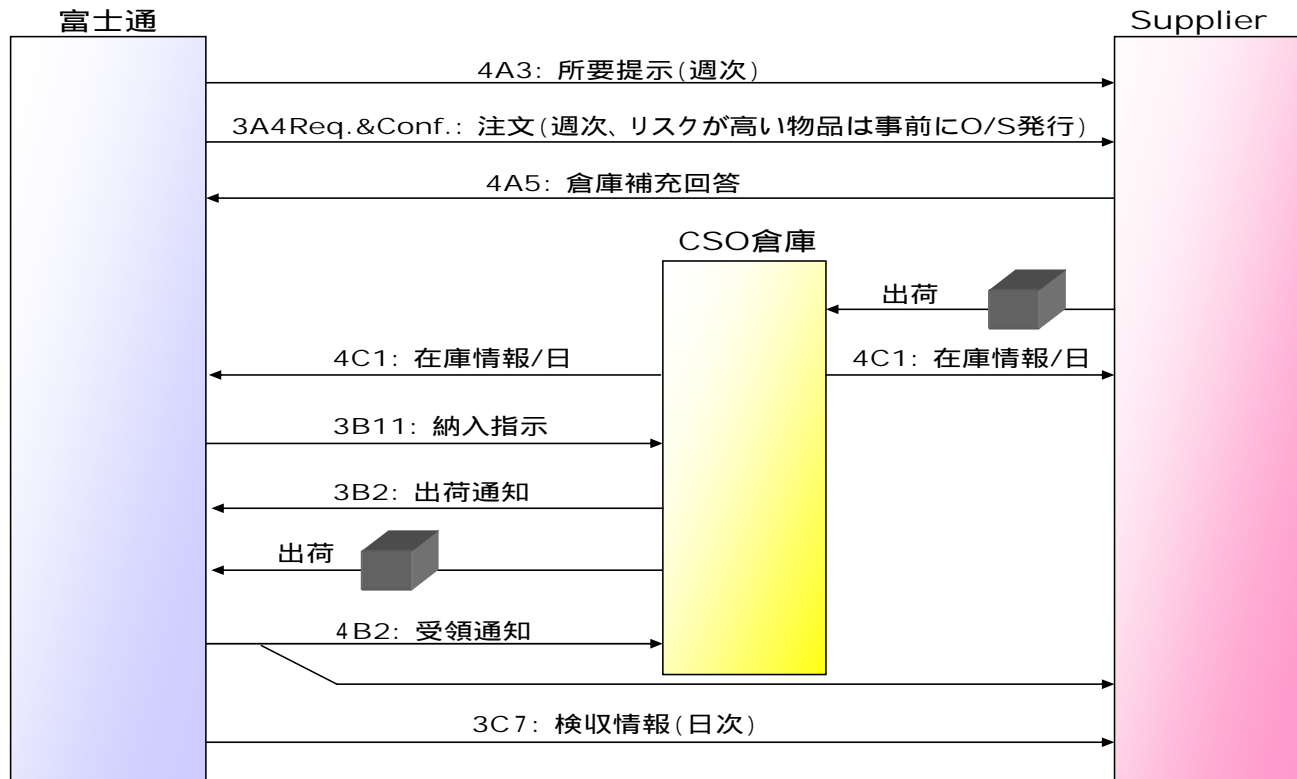 富士通
Supplier
4A3: 所要提示(週次)
3A4Req.&Conf.: 注文(週次、リスクが高い物品は事前にO/S発行)
4A5: 倉庫補充回答
CSO倉庫
出荷
4C1: 在庫情報/日
4C1: 在庫情報/日
3B11: 納入指示
3B2: 出荷通知
出荷
4B2: 受領通知
3C7: 検収情報(日次)